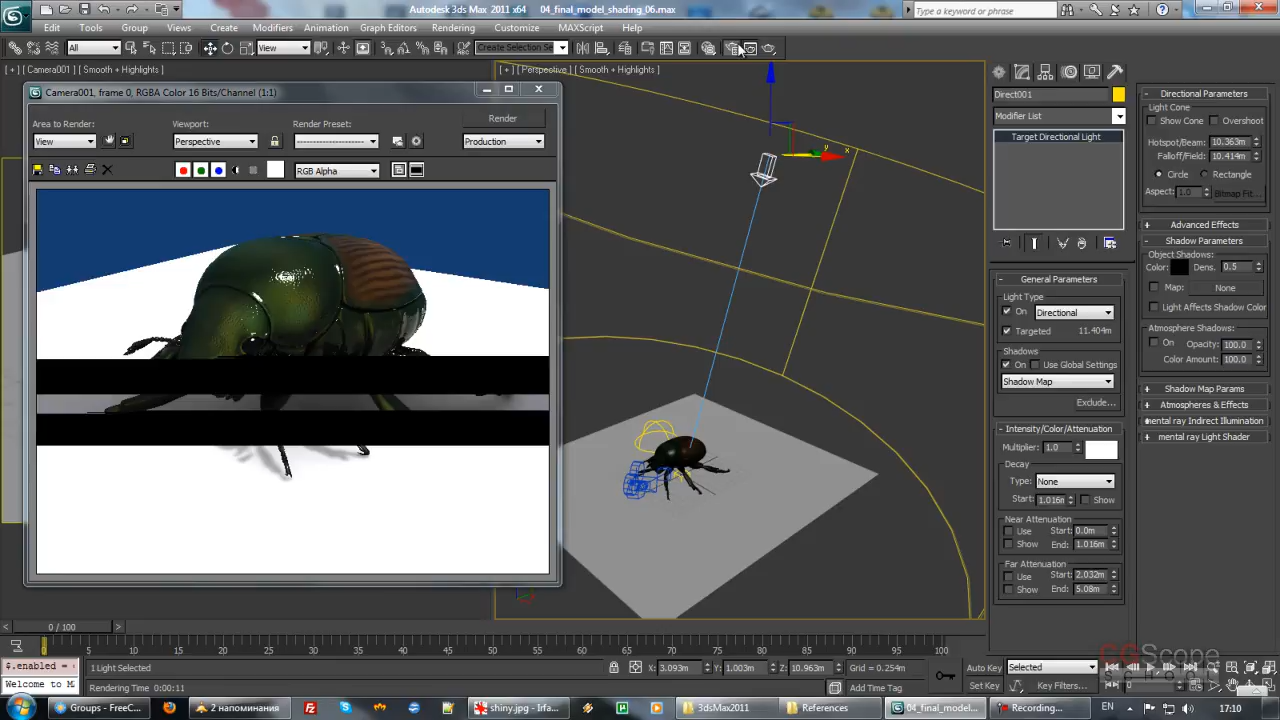 Autodesk 3ds Max 2011 x64    04_final_model_shading_06.max
Type a keyword or phrase
Edit Tools Group Views Create Modifiers Animation Graph Editors Rendering Customize MAXScript Help
All View Create Selection Se
[ + ] [ Camera001 ] [ Smooth + Highlights ]
[ + ] [ Perspective ] [ Smooth + Highlights ]
Camera001, frame 0, RGBA Color 16 Bits/Channel (1:1)
Area to Render: Viewport: Render Preset: Render
View Perspective Production
RGB Alpha
x
y
Direct001
Modifier List
Target Directional Light
General Parameters
Light Type
On Directional
Targeted 11.404m
Shadows
On Use Global Settings
Shadow Map
Exclude...
Intensity/Color/Attenuation
Multiplier: 1.0
Decay
Type: None
Start: 1.016m Show
Near Attenuation
Use Start: 0.0m
Show End: 1.016m
Far Attenuation
Use Start: 2.032m
Show End: 5.08m
Directional Parameters
Light Cone
Show Cone Overshoot
Hotspot/Beam: 10.363m
Falloff/Field: 10.414m
Circle Rectangle
Aspect: 1.0 Bitmap Fit...
Advanced Effects
Shadow Parameters
Object Shadows:
Color: Dens. 0.5
Map: None
Light Affects Shadow Color
Atmosphere Shadows:
On Opacity: 100.0
Color Amount: 100.0
Shadow Map Params
Atmospheres & Effects
mental ray Indirect Illumination
mental ray Light Shader
0 / 100
0 5 10 15 20 25 30 35 40 45 50 55 60 65 70 75 80 85 90 95 100
$.enabled =
1 Light Selected X: 3.093m Y: 1.003m Z: 10.963m Grid = 0.254m Auto Key Selected
Welcome to M
Rendering Time 0:00:11 Add Time Tag Set Key Key Filters... 0
CGScope
school
Groups - FreeC...
2 напоминания
shiny.jpg - Irfa...
3dsMax2011
References
04_final_model...
Recording...
EN
17:10